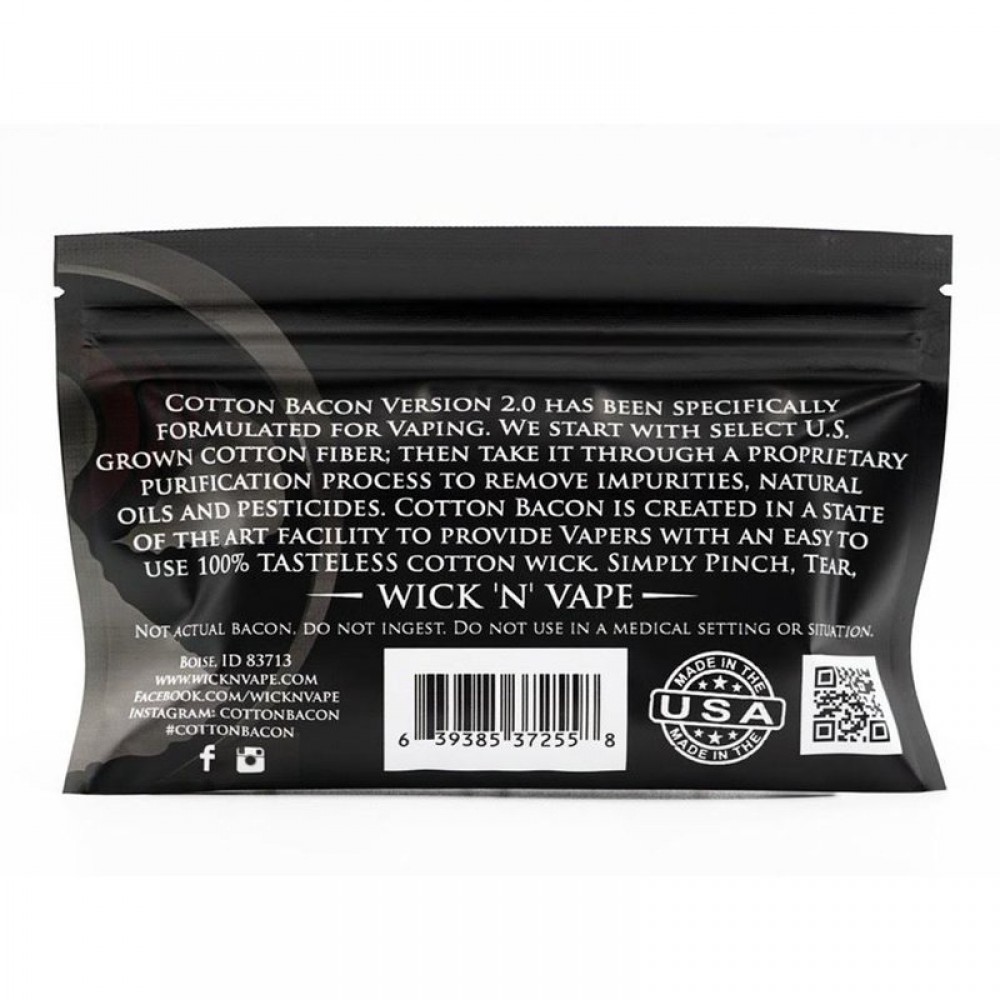 COTTON BACON VERSION 2.0 HAS BEEN SPECIFICALLY
FORMULATED FOR VAPING. WE START WITH SELECT U.S.
GROWN COTTON FIBER; THEN TAKE IT THROUGH A PROPRIETARY
PURIFICATION PROCESS TO REMOVE IMPURITIES, NATURAL
OILS AND PESTICIDES. COTTON BACON IS CREATED IN A STATE
OF THE ART FACILITY TO PROVIDE VAPERS WITH AN EASY TO
USE 100% TASTELESS COTTON WICK. SIMPLY PINCH, TEAR,
WICK 'N' VAPE
NOT ACTUAL BACON. DO NOT INGEST. DO NOT USE IN A MEDICAL SETTING OR SITUATION.
BOISE, ID 83713
WWW.WICKNVAPE.COM
FACEBOOK.COM/WICKNVAPE
INSTAGRAM: COTTONBACON
#COTTONBACON
f
6 39385 37255 8
MADE IN THE
USA
MADE IN THE